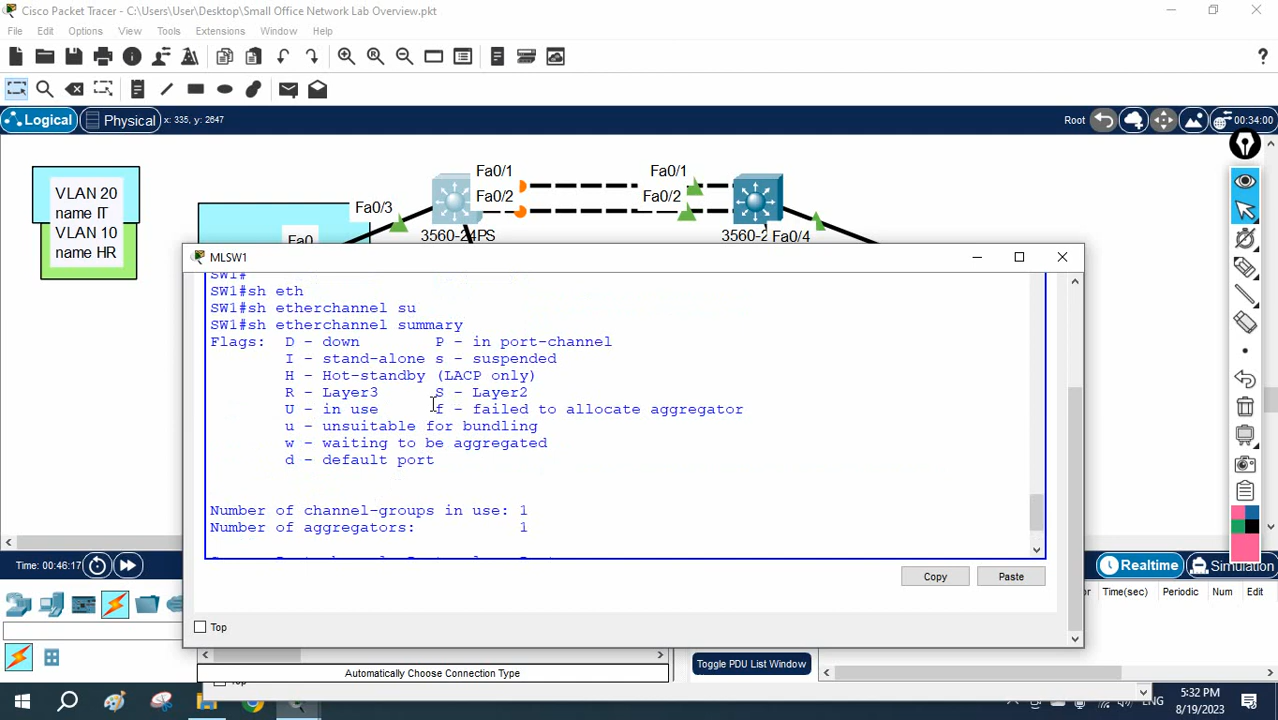 Cisco Packet Tracer - C:\Users\User\Desktop\Small Office Network Lab Overview.pkt
File Edit Options View Tools Extensions Window Help
Logical Physical x: 335, y: 2647 Root 00:34:00
VLAN 20
name IT
VLAN 10
name HR
Fa0/1 Fa0/1
Fa0/2 Fa0/2
Fa0/3
Fa0
3560-24PS 3560-2 Fa0/4
MLSW1
SW1#
SW1#sh eth
SW1#sh etherchannel su
SW1#sh etherchannel summary
Flags: D - down P - in port-channel
I - stand-alone s - suspended
H - Hot-standby (LACP only)
R - Layer3 S - Layer2
U - in use f - failed to allocate aggregator
u - unsuitable for bundling
w - waiting to be aggregated
d - default port
Number of channel-groups in use: 1
Number of aggregators: 1
Copy Paste
Top
Time: 00:46:17 Realtime Simulation
Time(sec) Periodic Num Edit
Automatically Choose Connection Type
Toggle PDU List Window
Top
ENG
5:32 PM
8/19/2023